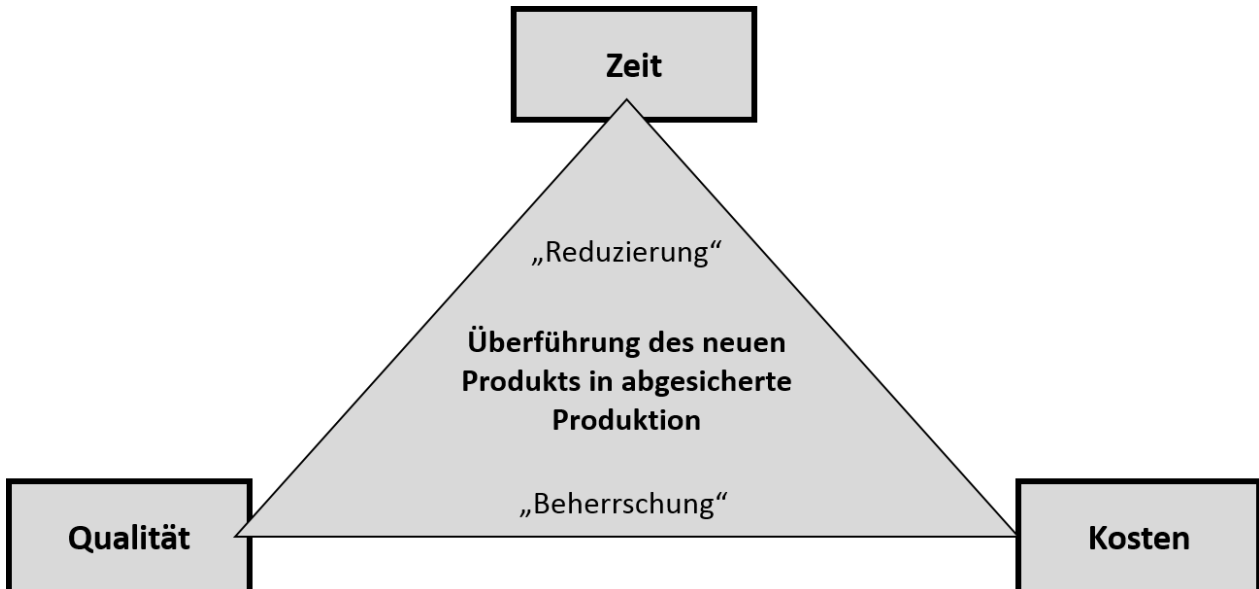 Zeit
„Reduzierung“
Überführung des neuen
Produkts in abgesicherte
Produktion
„Beherrschung“
Qualität
Kosten